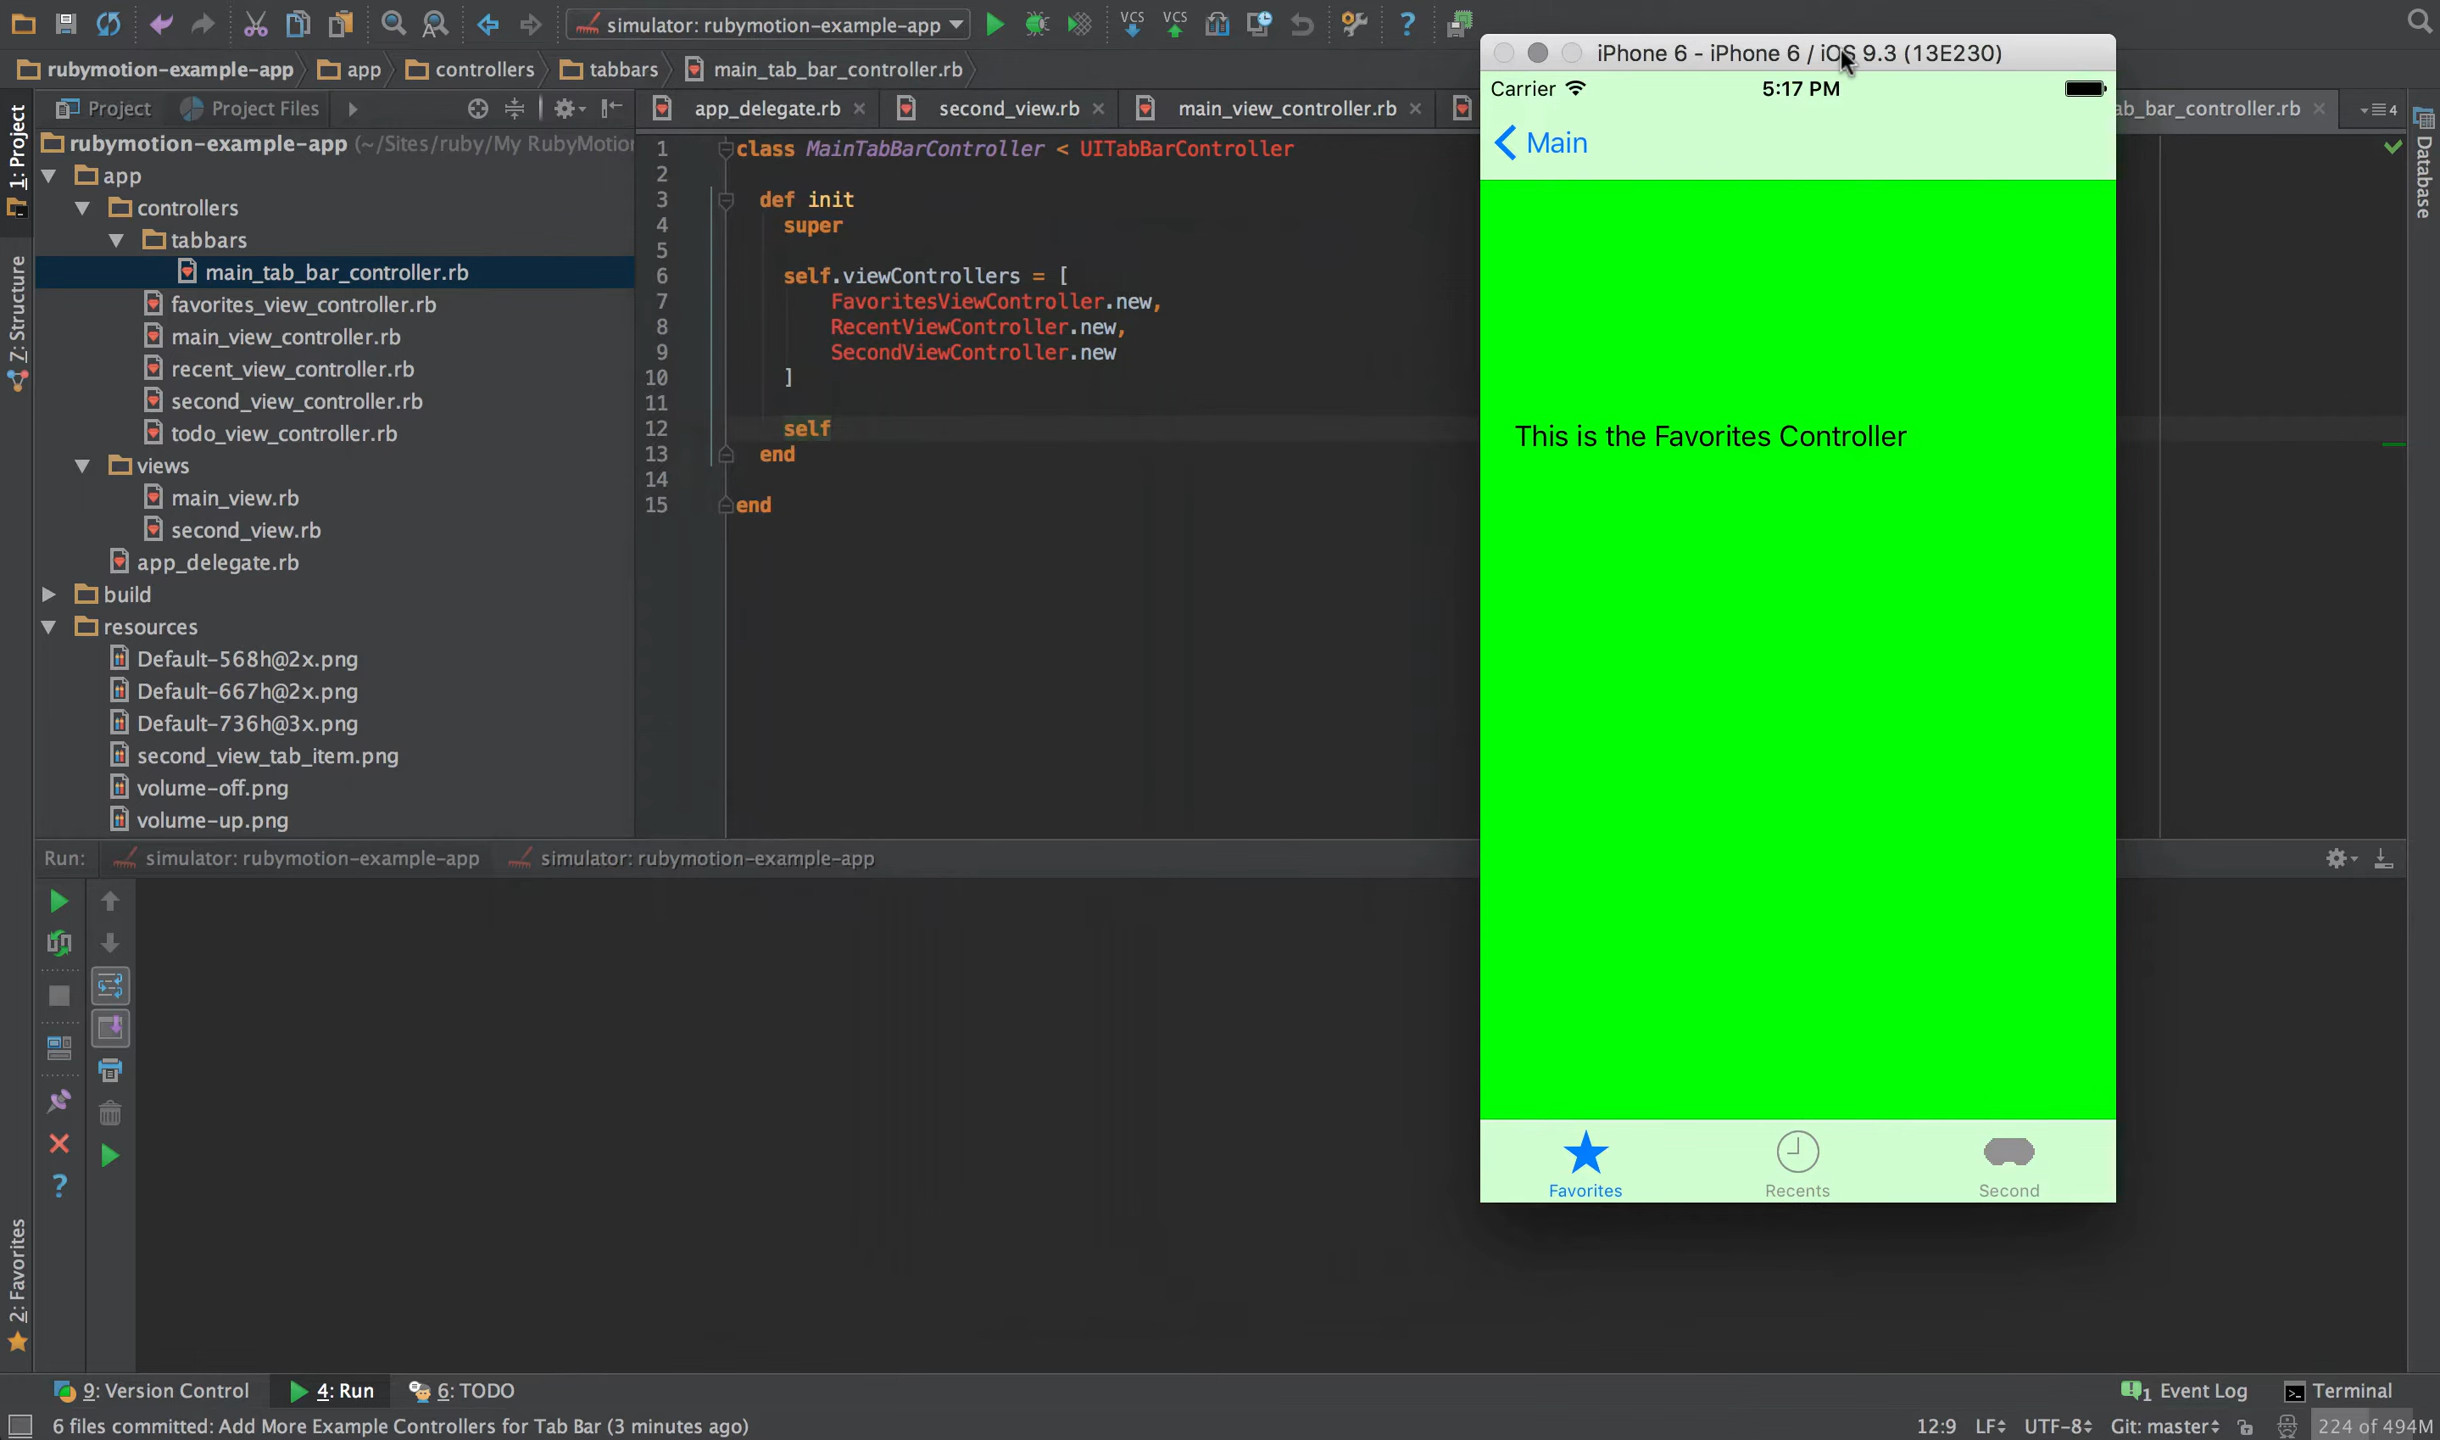 simulator: rubymotion-example-app
VCS
VCS
?
rubymotion-example-app
app
controllers
tabbars
main_tab_bar_controller.rb
Project
Project Files
app_delegate.rb
second_view.rb
main_view_controller.rb
ab_bar_controller.rb
4
1: Project
7: Structure
2: Favorites
Database
rubymotion-example-app (~/Sites/ruby/My RubyMotion
app
controllers
tabbars
main_tab_bar_controller.rb
favorites_view_controller.rb
main_view_controller.rb
recent_view_controller.rb
second_view_controller.rb
todo_view_controller.rb
views
main_view.rb
second_view.rb
app_delegate.rb
build
resources
Default-568h@2x.png
Default-667h@2x.png
Default-736h@3x.png
second_view_tab_item.png
volume-off.png
volume-up.png
1 class MainTabBarController < UITabBarController
2
3 def init
4 super
5
6 self.viewControllers = [
7 FavoritesViewController.new,
8 RecentViewController.new,
9 SecondViewController.new
10 ]
11
12 self
13 end
14
15 end
iPhone 6 - iPhone 6 / iOS 9.3 (13E230)
Carrier 5:17 PM
Main
This is the Favorites Controller
Favorites
Recents
Second
Run: simulator: rubymotion-example-app simulator: rubymotion-example-app
?
9: Version Control
4: Run
6: TODO
1 Event Log
Terminal
6 files committed: Add More Example Controllers for Tab Bar (3 minutes ago)
12:9 LF UTF-8 Git: master 224 of 494M